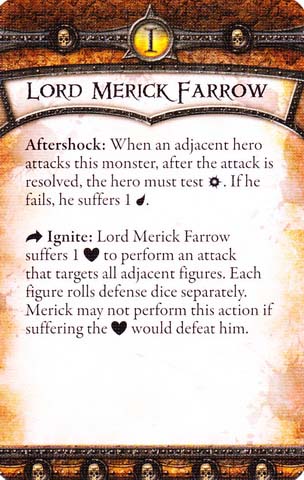 I
LORD MERICK FARROW
Aftershock: When an adjacent hero
attacks this monster, after the attack is
resolved, the hero must test . If he
fails, he suffers 1 .
Ignite: Lord Merick Farrow
suffers 1 to perform an attack
that targets all adjacent figures. Each
figure rolls defense dice separately.
Merick may not perform this action if
suffering the would defeat him.